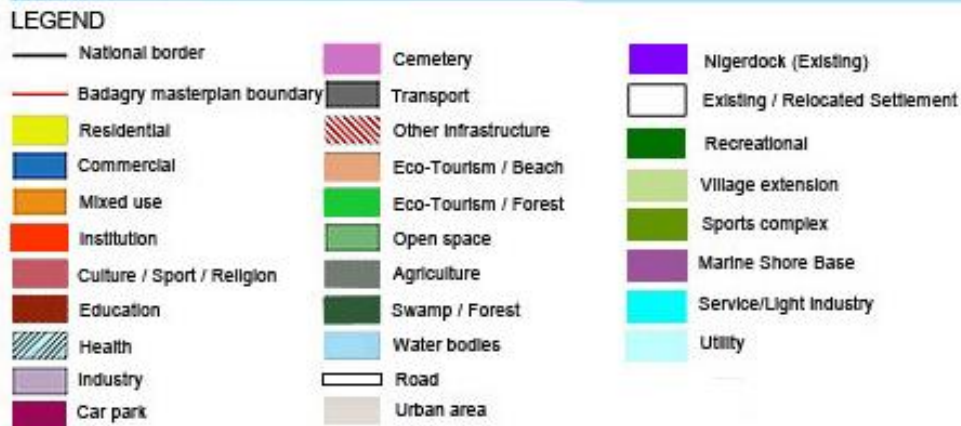 LEGEND
National border
Badagry masterplan boundary
Residential
Commercial
Mixed use
Institution
Culture / Sport / Religion
Education
Health
Industry
Car park
Cemetery
Transport
Other Infrastructure
Eco-Tourism / Beach
Eco-Tourism / Forest
Open space
Agriculture
Swamp / Forest
Water bodies
Road
Urban area
Nigerdock (Existing)
Existing / Relocated Settlement
Recreational
Village extension
Sports complex
Marine Shore Base
Service/Light Industry
Utility